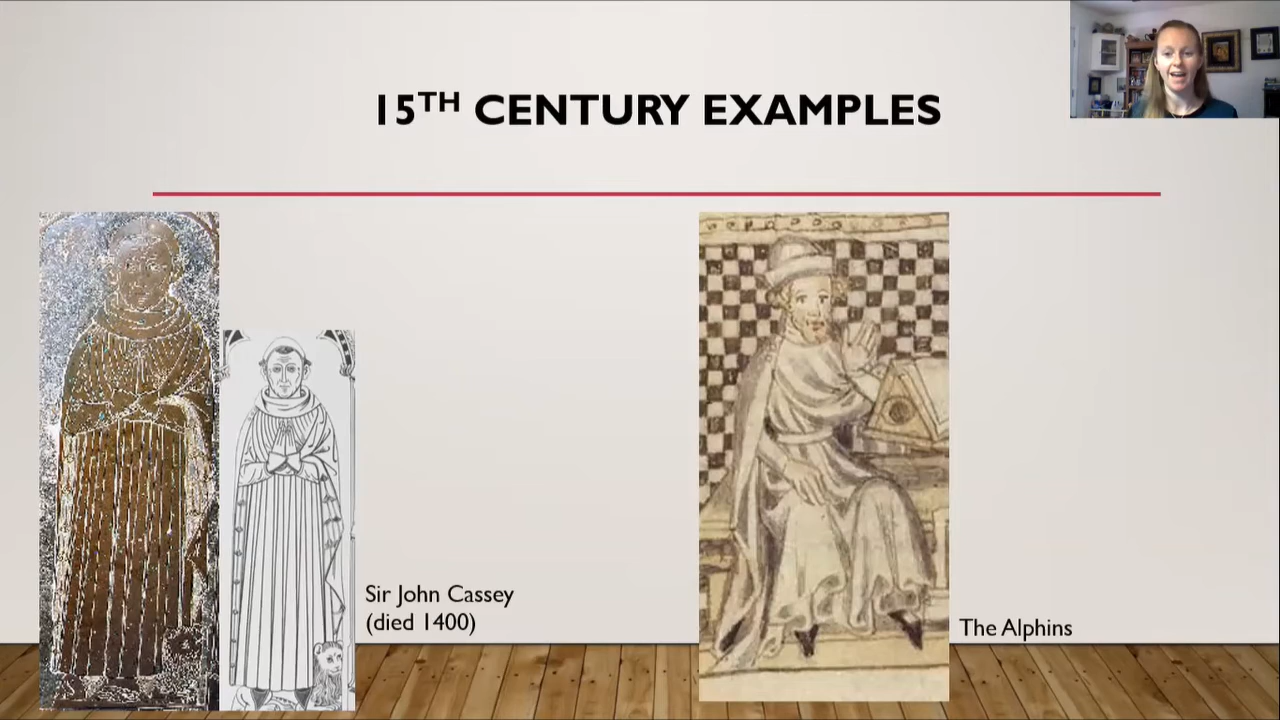 15TH CENTURY EXAMPLES
Sir John Cassey
(died 1400)
The Alphins